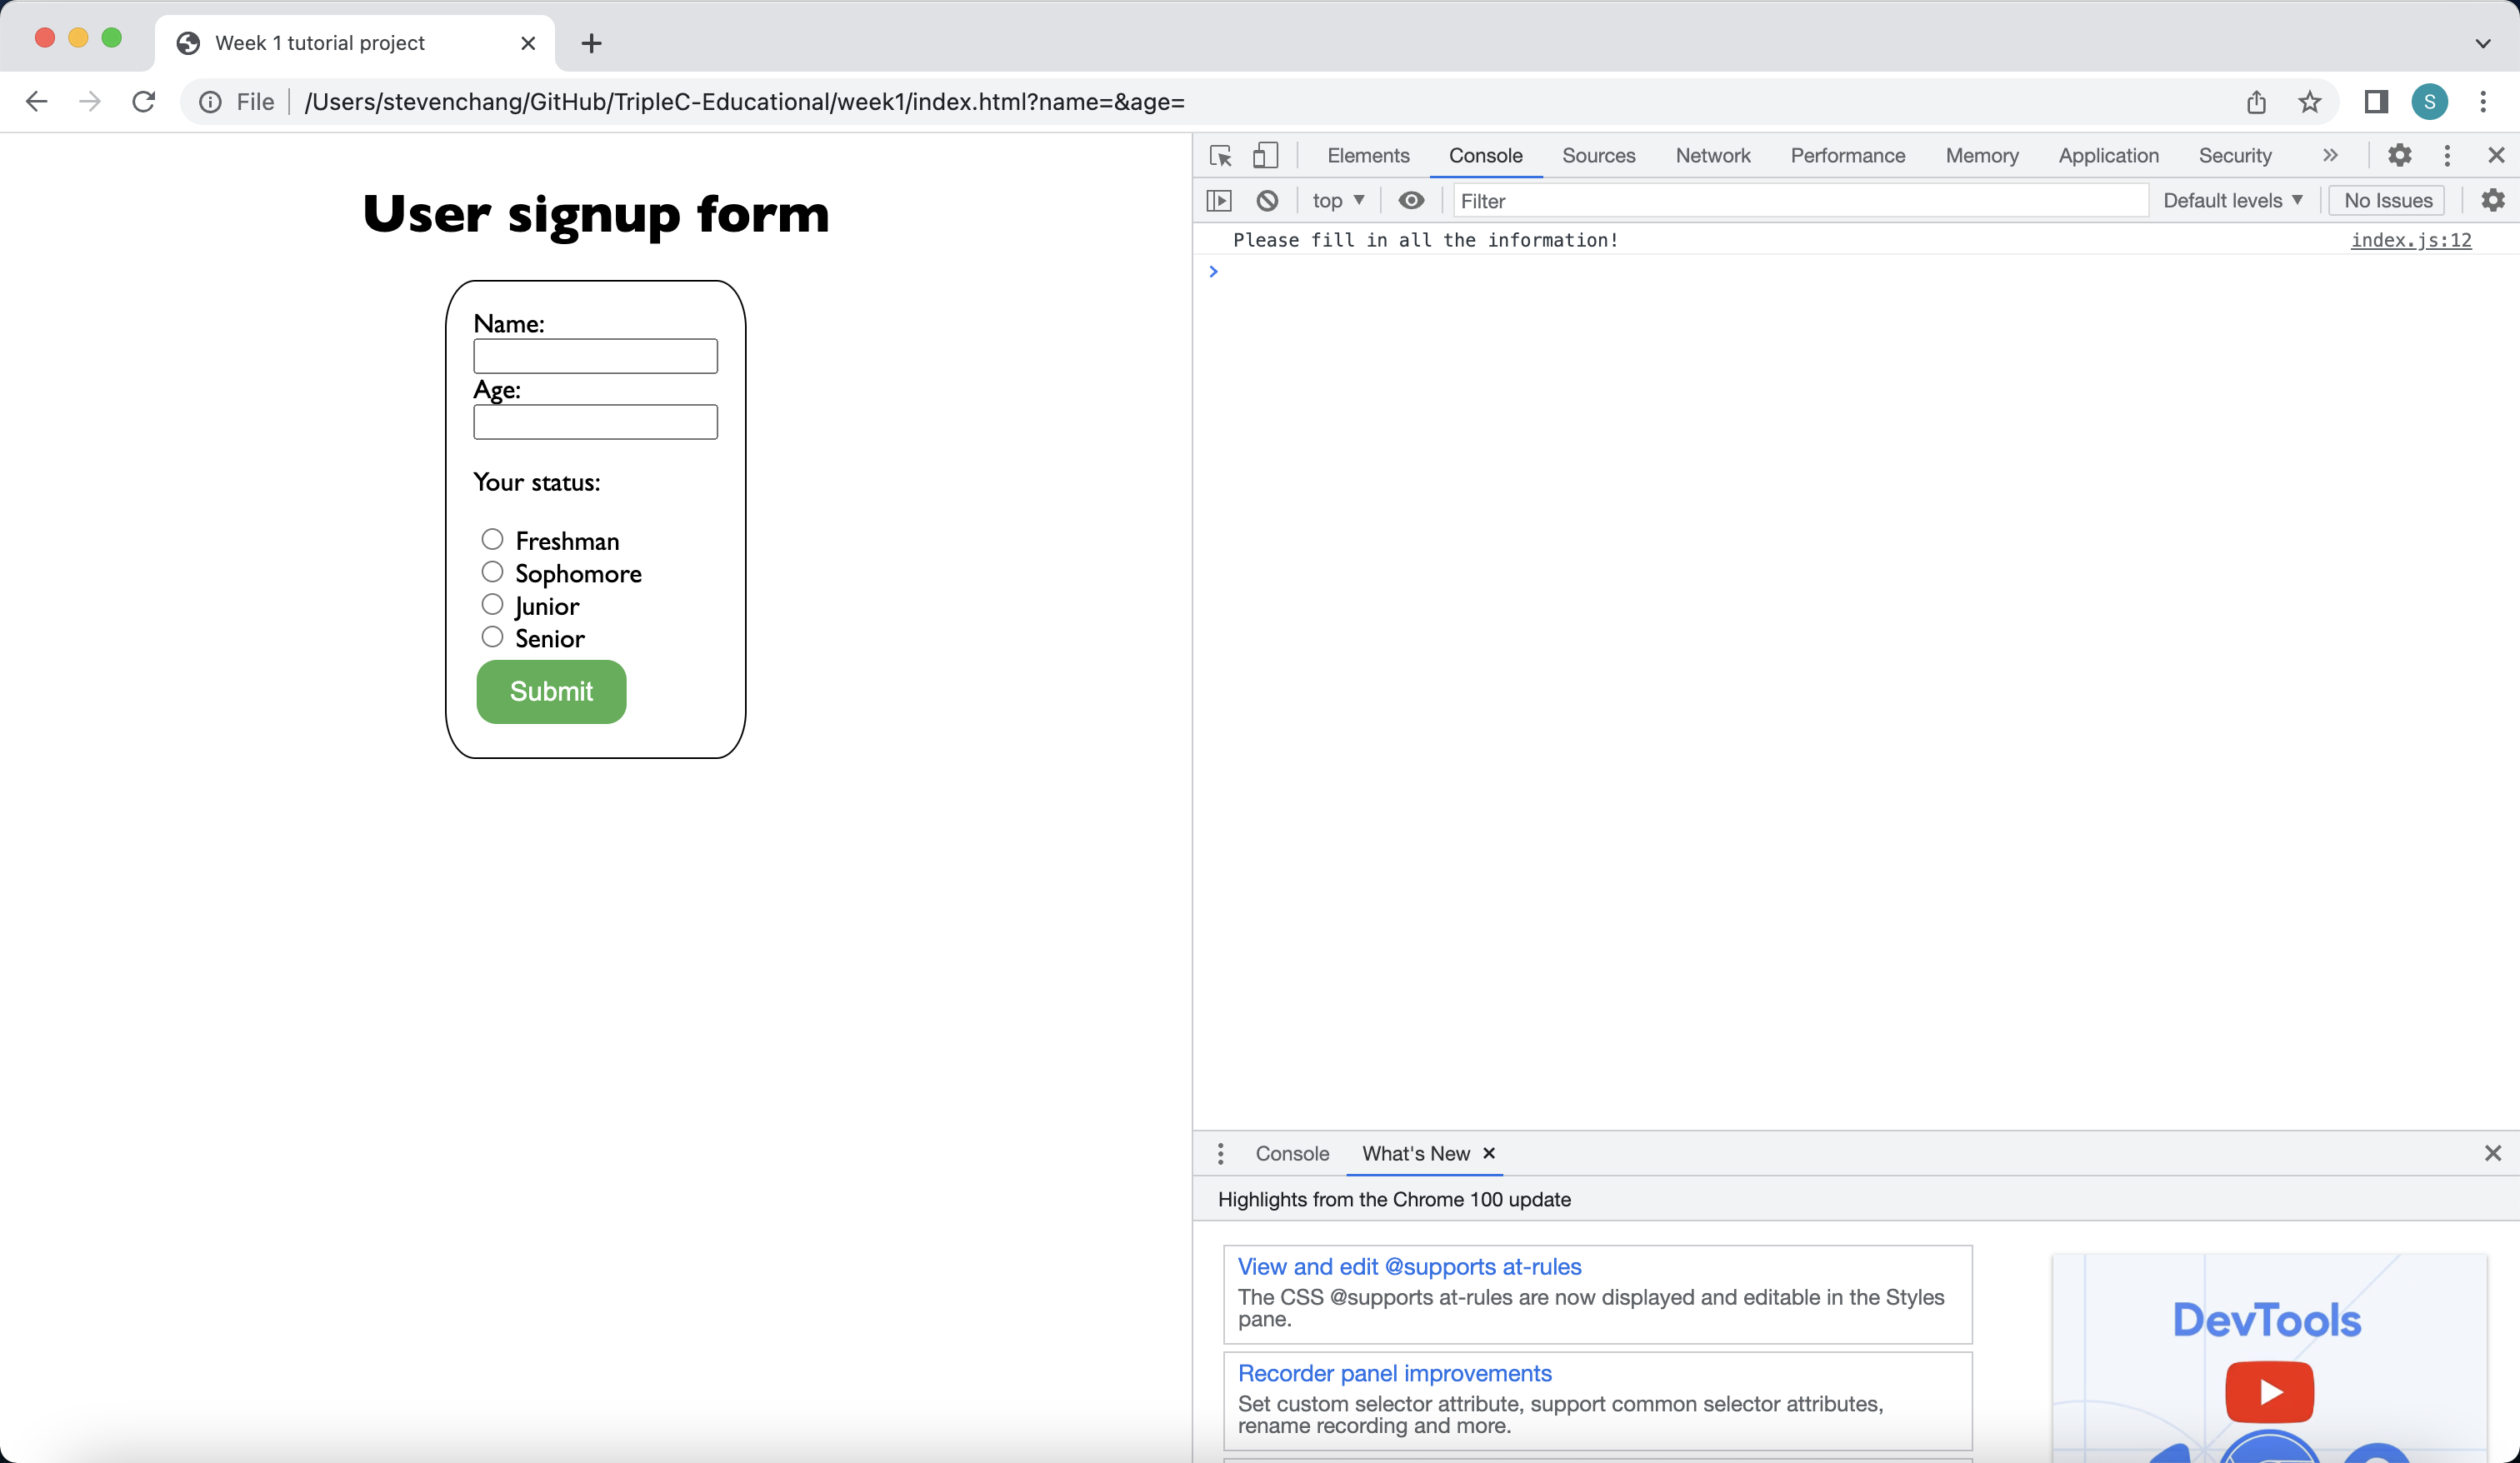 Week 1 tutorial project
File /Users/stevenchang/GitHub/TripleC-Educational/week1/index.html?name=&age=
S
User signup form
Name:
Age:
Your status:
Freshman
Sophomore
Junior
Senior
Submit
Elements Console Sources Network Performance Memory Application Security
top Filter Default levels No Issues
Please fill in all the information! index.js:12
Console What's New
Highlights from the Chrome 100 update
View and edit @supports at-rules
The CSS @supports at-rules are now displayed and editable in the Styles
pane.
Recorder panel improvements
Set custom selector attribute, support common selector attributes,
rename recording and more.
DevTools